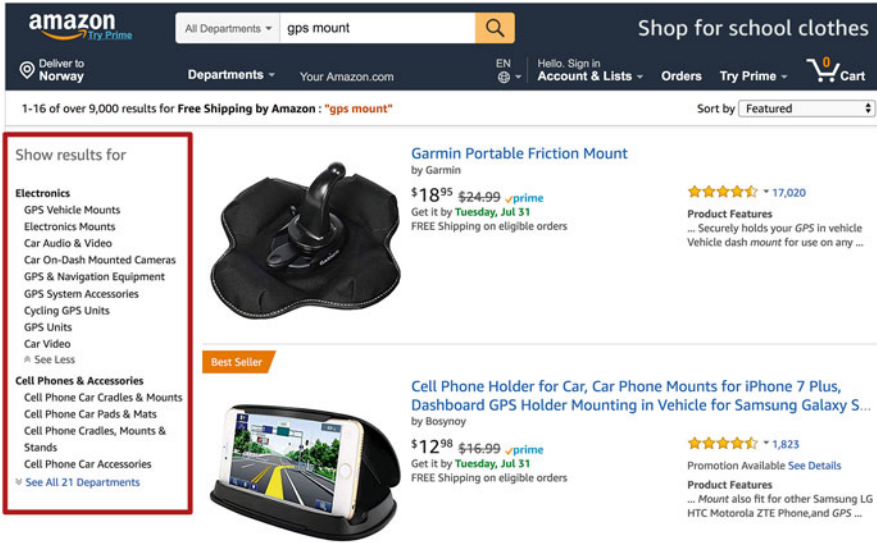 amazon
Try Prime
All Departments
gps mount
Shop for school clothes
Deliver to
Norway
Departments
Your Amazon.com
EN
Hello. Sign in
Account & Lists
Orders
Try Prime
0
Cart
1-16 of over 9,000 results for Free Shipping by Amazon : "gps mount"
Sort by Featured
Show results for
Electronics
GPS Vehicle Mounts
Electronics Mounts
Car Audio & Video
Car On-Dash Mounted Cameras
GPS & Navigation Equipment
GPS System Accessories
Cycling GPS Units
GPS Units
Car Video
See Less
Cell Phones & Accessories
Cell Phone Car Cradles & Mounts
Cell Phone Car Pads & Mats
Cell Phone Cradles, Mounts &
Stands
Cell Phone Car Accessories
See All 21 Departments
Garmin Portable Friction Mount
by Garmin
$1895 $24.99 prime
Get it by Tuesday, Jul 31
FREE Shipping on eligible orders
17,020
Product Features
... Securely holds your GPS in vehicle
Vehicle dash mount for use on any ...
Best Seller
Cell Phone Holder for Car, Car Phone Mounts for iPhone 7 Plus,
Dashboard GPS Holder Mounting in Vehicle for Samsung Galaxy S...
by Bosynoy
$1298 $16.99 prime
Get it by Tuesday, Jul 31
FREE Shipping on eligible orders
1,823
Promotion Available See Details
Product Features
... Mount also fit for other Samsung LG
HTC Motorola ZTE Phone,and GPS ...